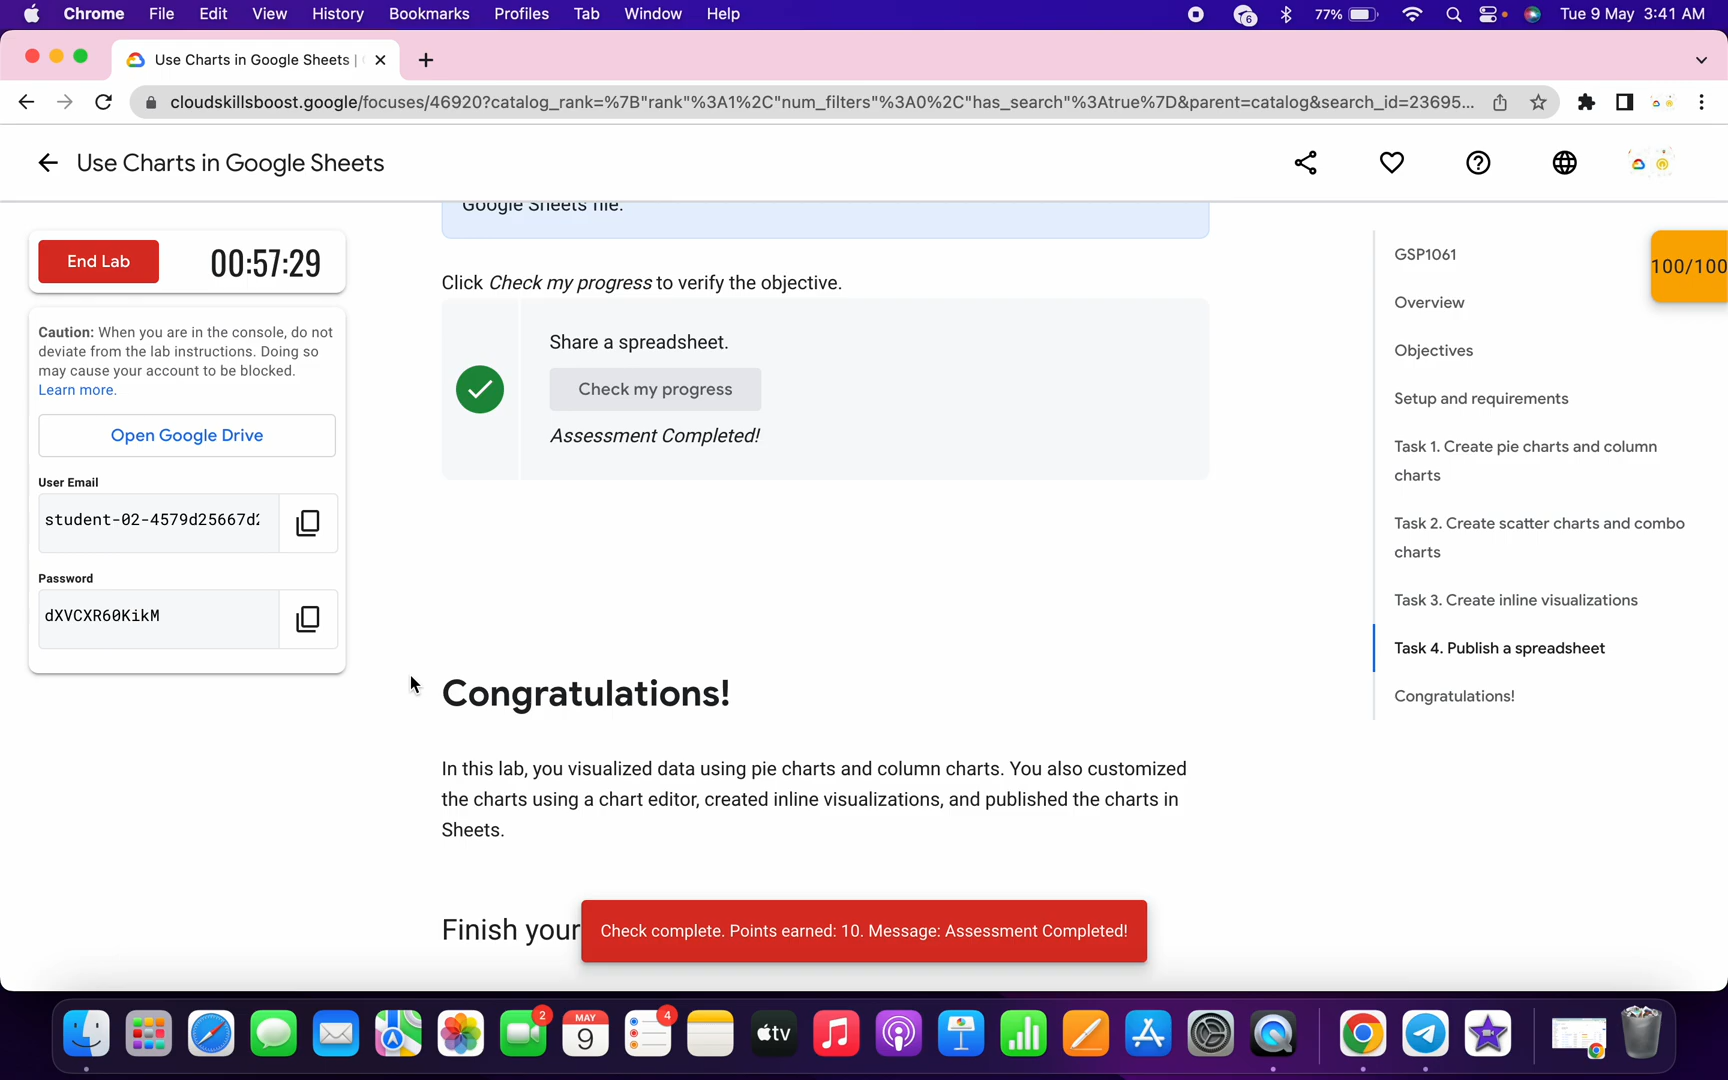 Chrome File Edit View History Bookmarks Profiles Tab Window Help 6 77% Tue 9 May 3:41 AM
Use Charts in Google Sheets |
cloudskillsboost.google/focuses/46920?catalog_rank=%7B"rank"%3A1%2C"num_filters"%3A0%2C"has_search"%3Atrue%7D&parent=catalog&search_id=23695...
Use Charts in Google Sheets
Google Sheets file.
End Lab 00:57:29
Caution: When you are in the console, do not
deviate from the lab instructions. Doing so
may cause your account to be blocked.
Learn more.
Open Google Drive
User Email
student-02-4579d25667d2
Password
dXVCXR60KikM
Click Check my progress to verify the objective.
Share a spreadsheet.
Check my progress
Assessment Completed!
Congratulations!
In this lab, you visualized data using pie charts and column charts. You also customized
the charts using a chart editor, created inline visualizations, and published the charts in
Sheets.
Finish your
Check complete. Points earned: 10. Message: Assessment Completed!
GSP1061
100/100
Overview
Objectives
Setup and requirements
Task 1. Create pie charts and column
charts
Task 2. Create scatter charts and combo
charts
Task 3. Create inline visualizations
Task 4. Publish a spreadsheet
Congratulations!
2
MAY
9
4
tv